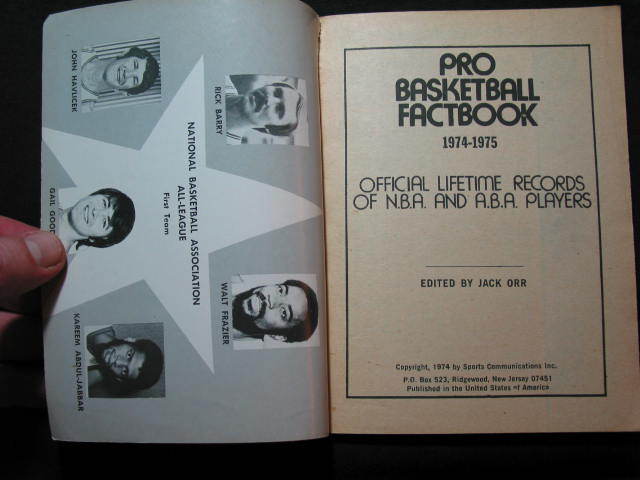 JOHN HAVLICEK
RICK BARRY
NATIONAL BASKETBALL ASSOCIATION
ALL-LEAGUE
First Team
GAIL
WALT FRAZIER
KAREEM ABDUL-JABBAR
PRO
BASKETBALL
FACTBOOK
1974-1975
OFFICIAL LIFETIME RECORDS
OF N.B.A. AND A.B.A. PLAYERS
EDITED BY JACK ORR
Copyright, 1974 by Sports Communications Inc.
P.O. Box 523, Ridgewood, New Jersey 07451
Published in the United States of America